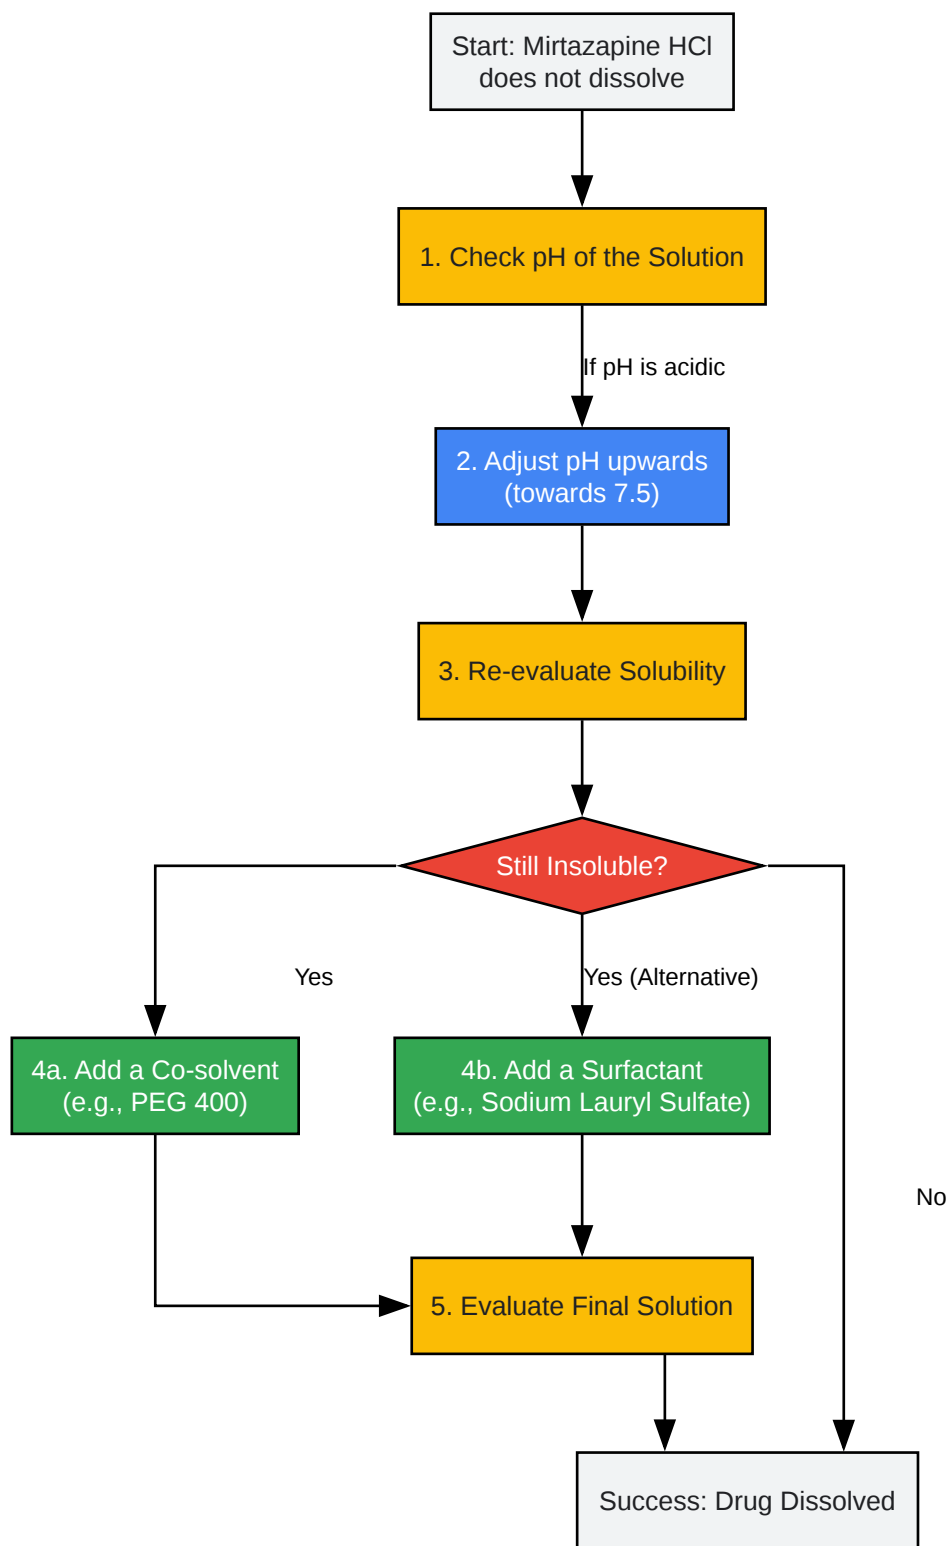 Start: Mirtazapine HCl
does not dissolve
1. Check pH of the Solution
If pH is acidic
2. Adjust pH upwards
(towards 7.5)
3. Re-evaluate Solubility
Still Insoluble?
Yes
Yes (Alternative)
4a. Add a Co-solvent
(e.g., PEG 400)
4b. Add a Surfactant
(e.g., Sodium Lauryl Sulfate)
No
5. Evaluate Final Solution
Success: Drug Dissolved